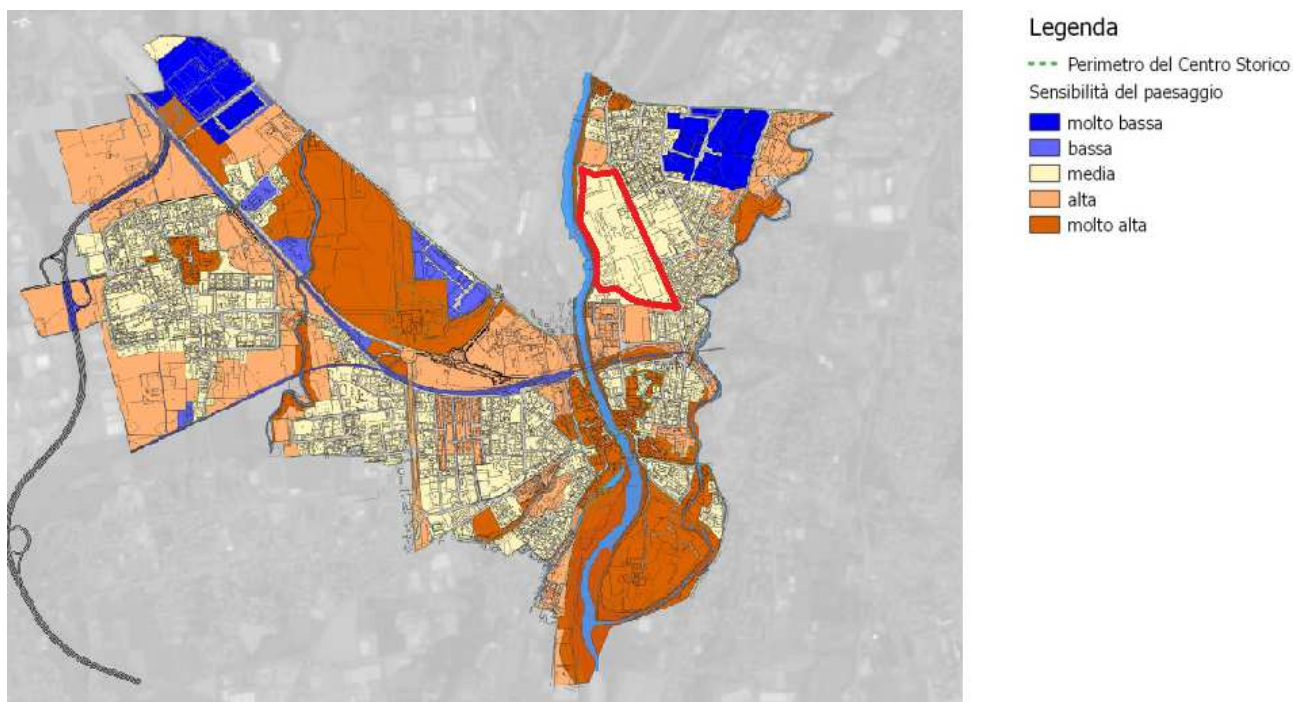 Legenda
Perimetro del Centro Storico
Sensibilità del paesaggio
molto bassa
bassa
media
alta
molto alta